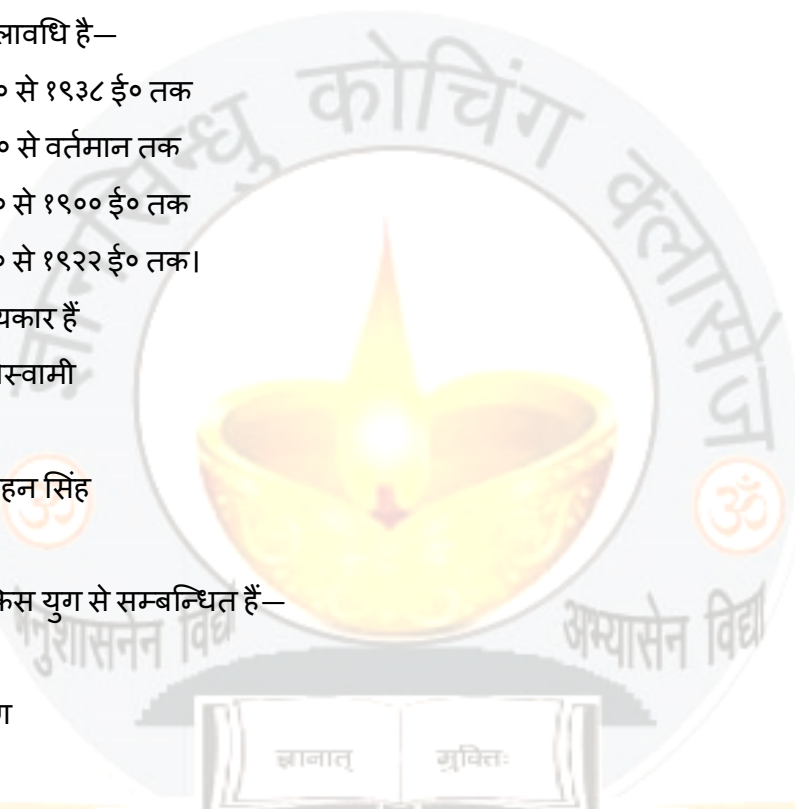 लावधि है—
० से १९३८ ई० तक
० से वर्तमान तक
० से १९०० ई० तक
० से १९२२ ई० तक।
यकार हैं
स्वामी
हन सिंह
केस युग से सम्बन्धित हैं—
ग
ज्ञानसिन्धु कोचिंग क्लासेज
ॐ
ॐ
अनुशासनेन विद्या
अभ्यासेन विद्या
ज्ञानात्
मुक्तिः